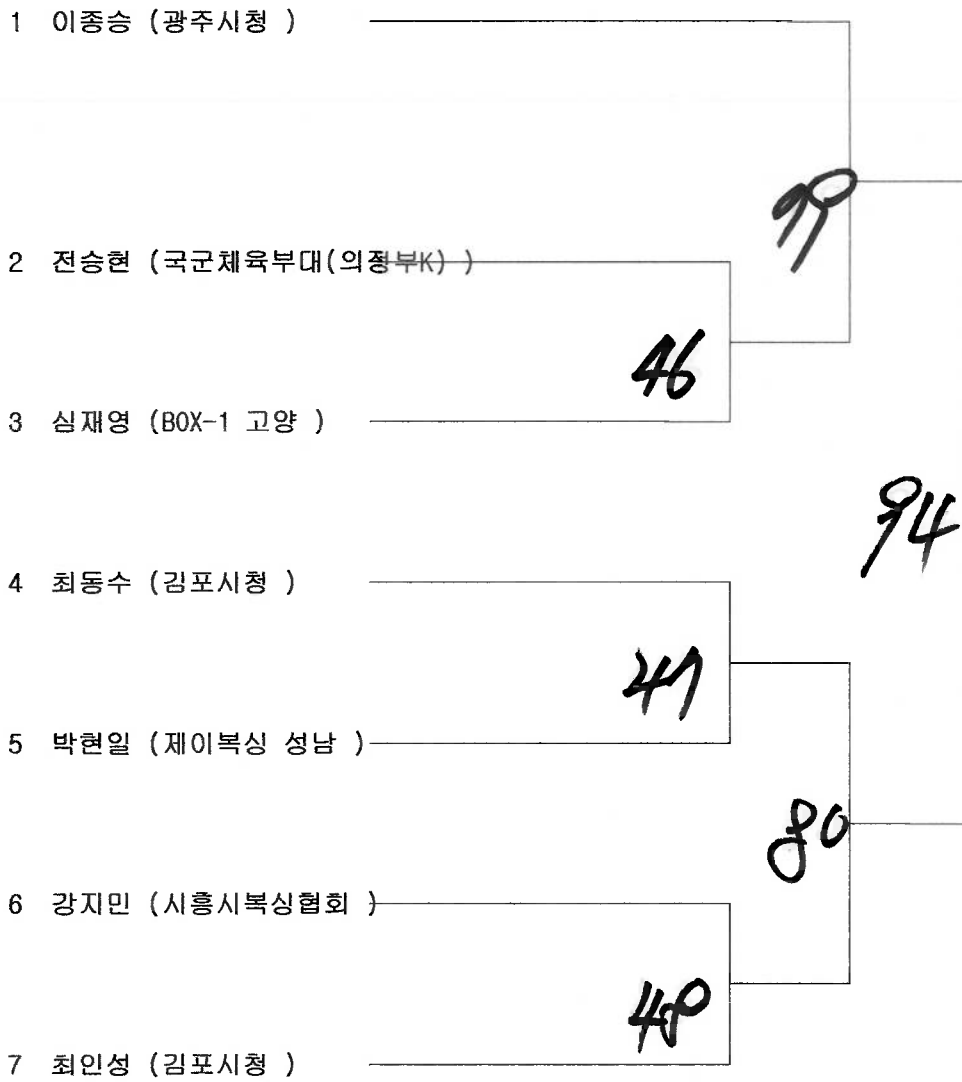 1 이종승 (광주시청 )
79
2 전승현 (국군체육부대(의정부K) )
46
3 심재영 (BOX-1 고양 )
94
4 최동수 (김포시청 )
47
5 박현일 (제이복싱 성남 )
80
6 강지민 (시흥시복싱협회 )
48
7 최인성 (김포시청 )